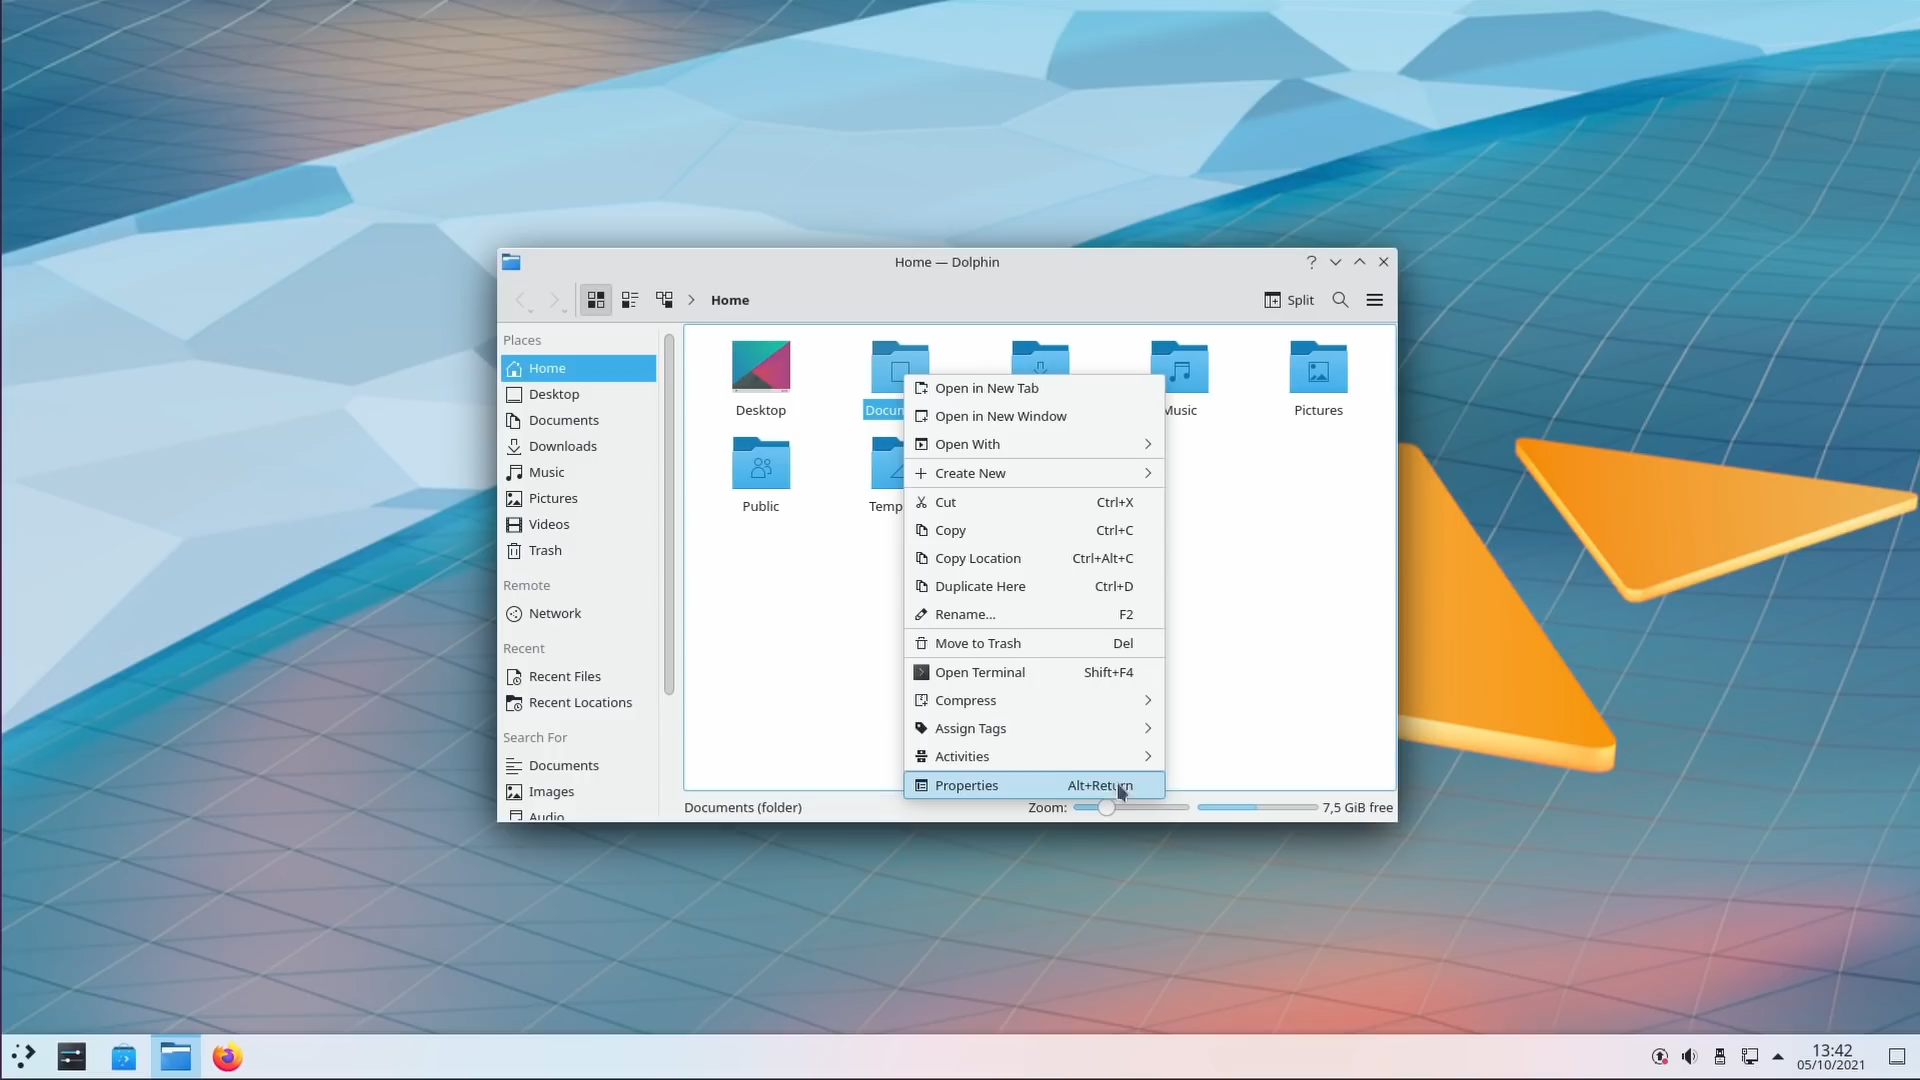 Home — Dolphin
Home
Split
Places
Home
Desktop
Documents
Downloads
Music
Pictures
Videos
Trash
Remote
Network
Recent
Recent Files
Recent Locations
Search For
Documents
Images
Audio
Desktop
Docum
Music
Pictures
Public
Temp
Open in New Tab
Open in New Window
Open With
Create New
Cut Ctrl+X
Copy Ctrl+C
Copy Location Ctrl+Alt+C
Duplicate Here Ctrl+D
Rename... F2
Move to Trash Del
Open Terminal Shift+F4
Compress
Assign Tags
Activities
Properties Alt+Return
Documents (folder)
Zoom:
7,5 GiB free
13:42
05/10/2021